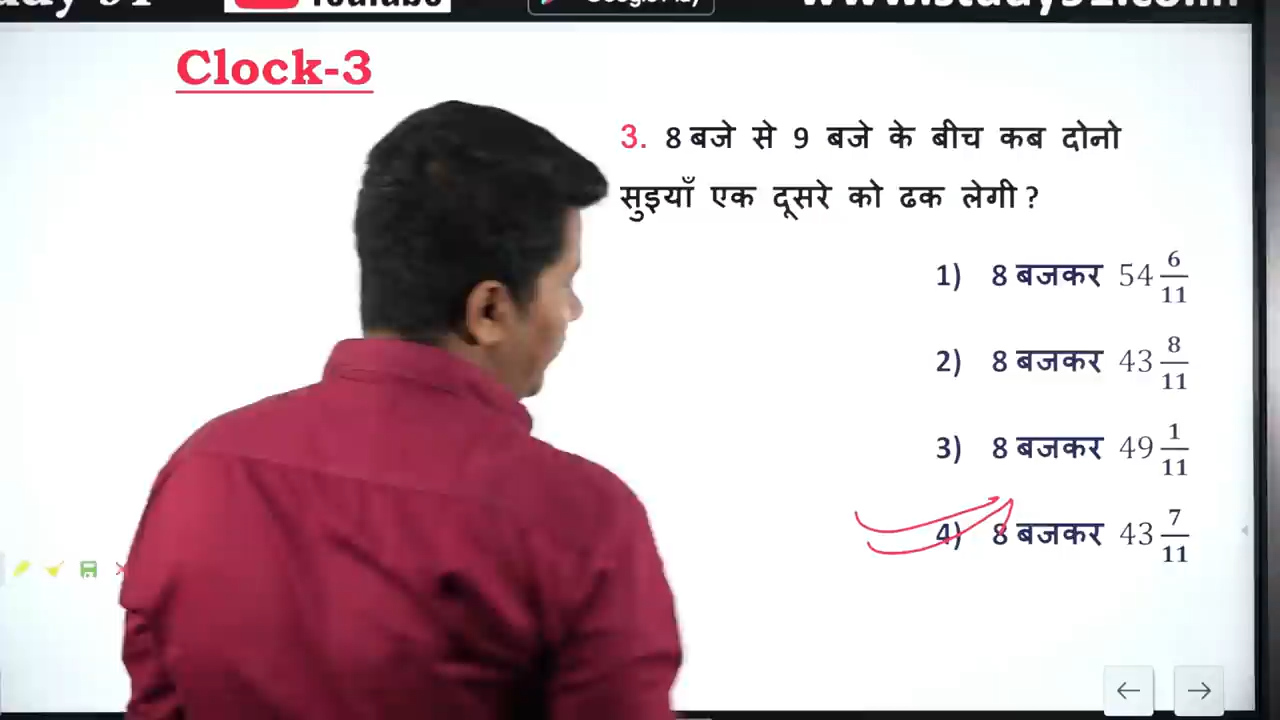 Clock-3
3. 8 बजे से 9 बजे के बीच कब दोनो
सुइयाँ एक दूसरे को ढक लेगी ?
1) 8 बजकर 54 6/11
2) 8 बजकर 43 8/11
3) 8 बजकर 49 1/11
4) 8 बजकर 43 7/11